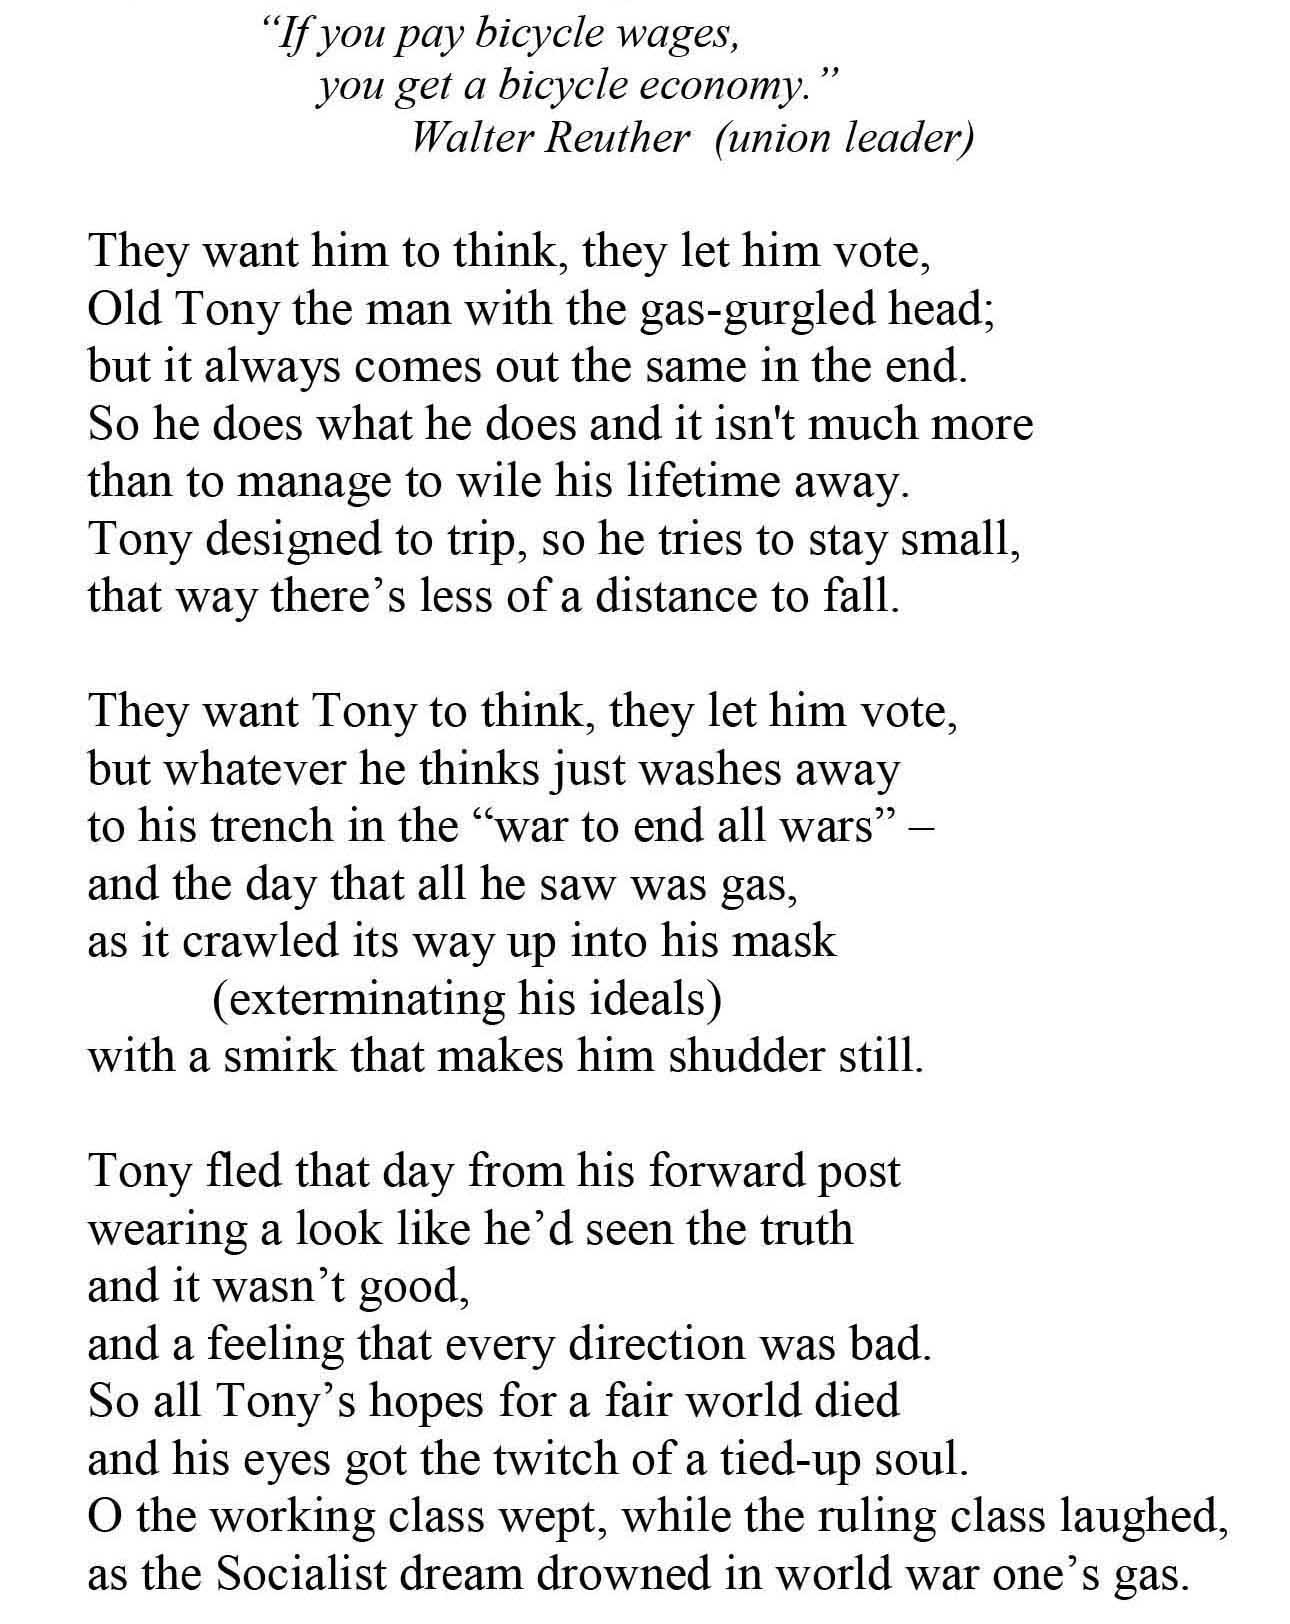 “If you pay bicycle wages,
you get a bicycle economy.”
Walter Reuther (union leader)
They want him to think, they let him vote,
Old Tony the man with the gas-gurgled head;
but it always comes out the same in the end.
So he does what he does and it isn't much more
than to manage to wile his lifetime away.
Tony designed to trip, so he tries to stay small,
that way there’s less of a distance to fall.
They want Tony to think, they let him vote,
but whatever he thinks just washes away
to his trench in the “war to end all wars” –
and the day that all he saw was gas,
as it crawled its way up into his mask
(exterminating his ideals)
with a smirk that makes him shudder still.
Tony fled that day from his forward post
wearing a look like he’d seen the truth
and it wasn’t good,
and a feeling that every direction was bad.
So all Tony’s hopes for a fair world died
and his eyes got the twitch of a tied-up soul.
O the working class wept, while the ruling class laughed,
as the Socialist dream drowned in world war one’s gas.